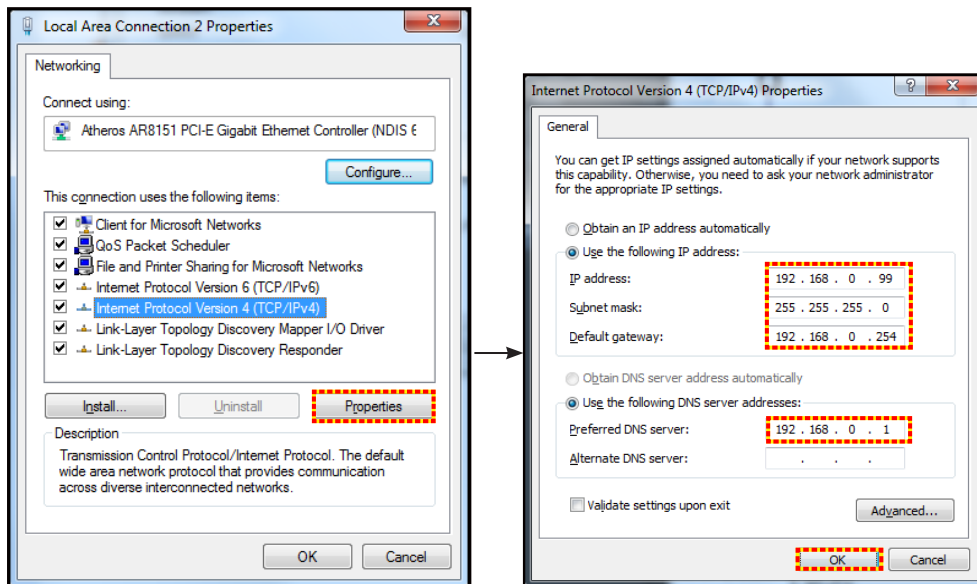 Local Area Connection 2 Properties
Networking
Connect using:
Atheros AR8151 PCI-E Gigabit Ethernet Controller (NDIS 6
Configure...
This connection uses the following items:
Client for Microsoft Networks
QoS Packet Scheduler
File and Printer Sharing for Microsoft Networks
Internet Protocol Version 6 (TCP/IPv6)
Internet Protocol Version 4 (TCP/IPv4)
Link-Layer Topology Discovery Mapper I/O Driver
Link-Layer Topology Discovery Responder
Install...
Uninstall
Properties
Description
Transmission Control Protocol/Internet Protocol. The default
wide area network protocol that provides communication
across diverse interconnected networks.
OK
Cancel
Internet Protocol Version 4 (TCP/IPv4) Properties
General
You can get IP settings assigned automatically if your network supports
this capability. Otherwise, you need to ask your network administrator
for the appropriate IP settings.
Obtain an IP address automatically
Use the following IP address:
IP address: 192 . 168 . 0 . 99
Subnet mask: 255 . 255 . 255 . 0
Default gateway: 192 . 168 . 0 . 254
Obtain DNS server address automatically
Use the following DNS server addresses:
Preferred DNS server: 192 . 168 . 0 . 1
Alternate DNS server: . . .
Validate settings upon exit
Advanced...
OK
Cancel